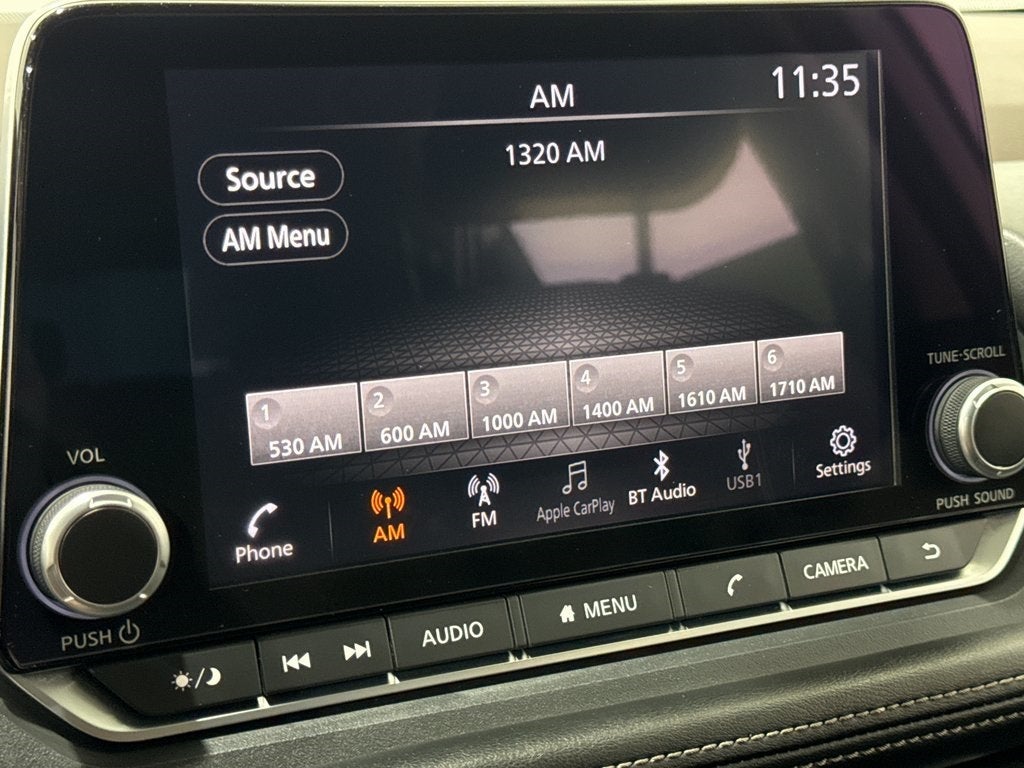 AM
11:35
1320 AM
Source
AM Menu
1
530 AM
2
600 AM
3
1000 AM
4
1400 AM
5
1610 AM
6
1710 AM
Phone
AM
FM
Apple CarPlay
BT Audio
USB1
Settings
VOL
PUSH
TUNE·SCROLL
PUSH SOUND
AUDIO
MENU
CAMERA